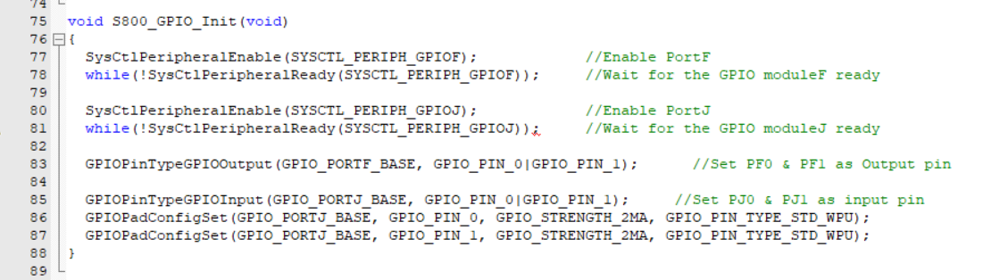 74
75 void S800_GPIO_Init(void)
76 {
77 SysCtlPeripheralEnable(SYSCTL_PERIPH_GPIOF); //Enable PortF
78 while(!SysCtlPeripheralReady(SYSCTL_PERIPH_GPIOF)); //Wait for the GPIO moduleF ready
79
80 SysCtlPeripheralEnable(SYSCTL_PERIPH_GPIOJ); //Enable PortJ
81 while(!SysCtlPeripheralReady(SYSCTL_PERIPH_GPIOJ)); //Wait for the GPIO moduleJ ready
82
83 GPIOPinTypeGPIOOutput(GPIO_PORTF_BASE, GPIO_PIN_0|GPIO_PIN_1); //Set PF0 & PF1 as Output pin
84
85 GPIOPinTypeGPIOInput(GPIO_PORTJ_BASE, GPIO_PIN_0|GPIO_PIN_1); //Set PJ0 & PJ1 as input pin
86 GPIOPadConfigSet(GPIO_PORTJ_BASE, GPIO_PIN_0, GPIO_STRENGTH_2MA, GPIO_PIN_TYPE_STD_WPU);
87 GPIOPadConfigSet(GPIO_PORTJ_BASE, GPIO_PIN_1, GPIO_STRENGTH_2MA, GPIO_PIN_TYPE_STD_WPU);
88 }
89